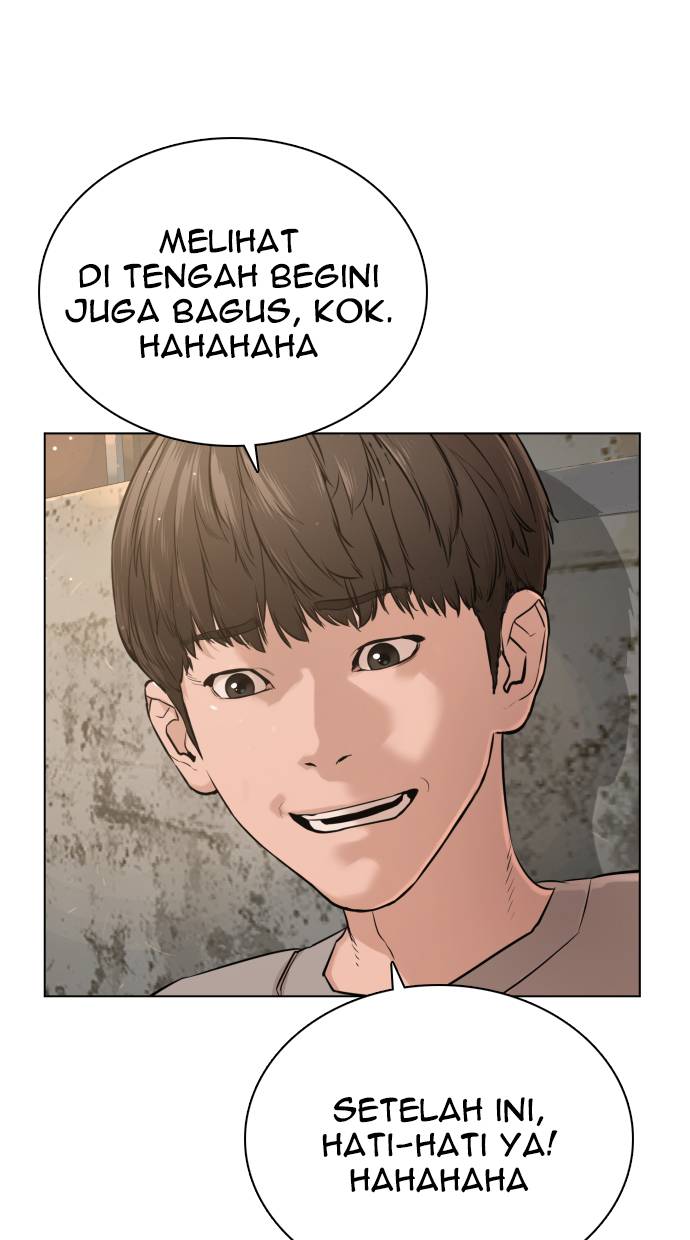 MELIHAT
DI TENGAH BEGINI
JUGA BAGUS, KOK.
HAHAHAHA
SETELAH INI,
HATI-HATI YA!
HAHAHAHA